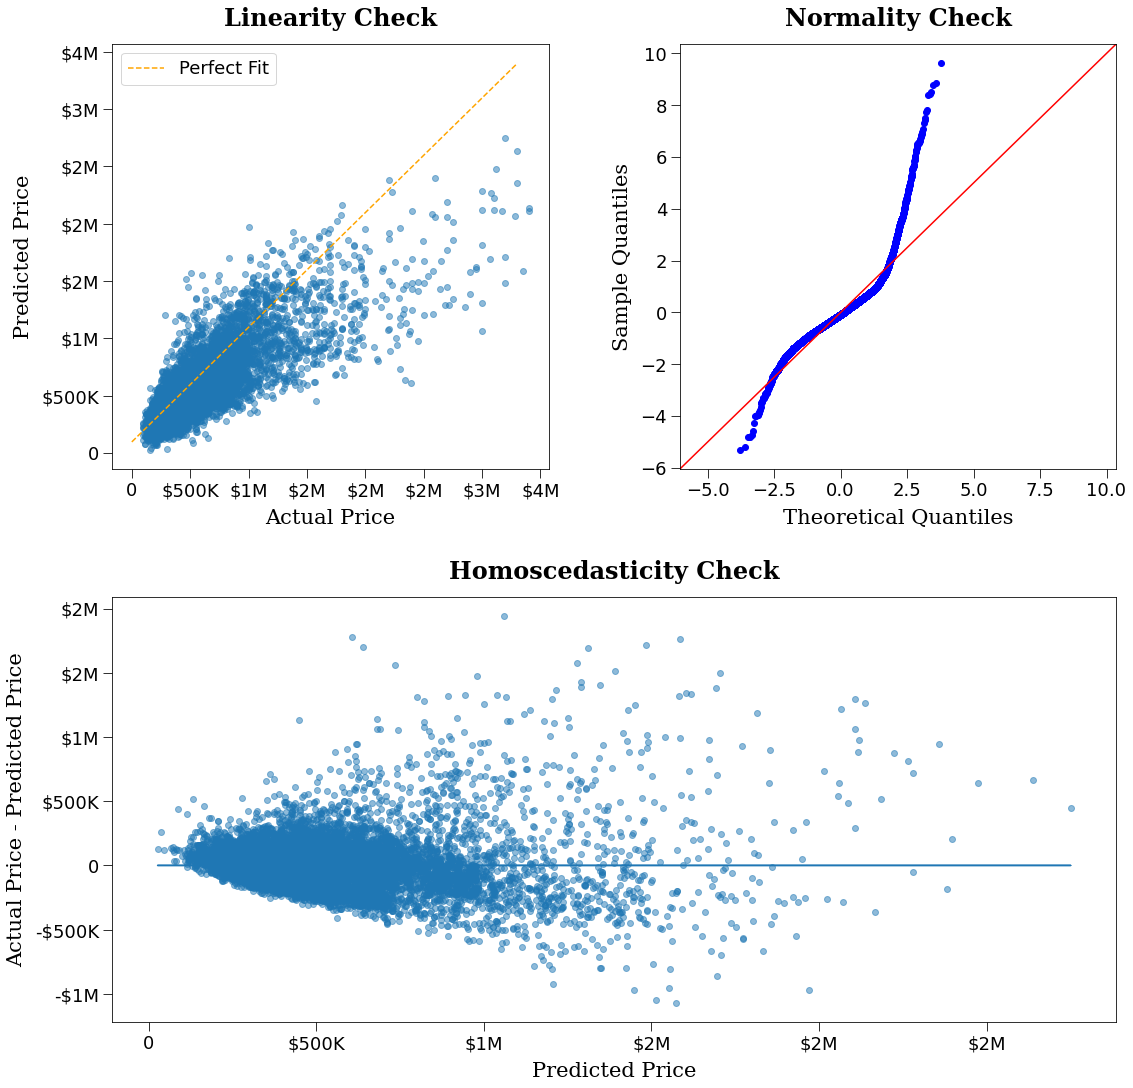 Linearity Check
$4M
$3M
$2M
$2M
$2M
$1M
$500K
0
Predicted Price
Perfect Fit
0 $500K $1M $2M $2M $2M $3M $4M
Actual Price
Normality Check
10
8
6
4
2
0
−2
−4
−6
Sample Quantiles
−5.0 −2.5 0.0 2.5 5.0 7.5 10.0
Theoretical Quantiles
Homoscedasticity Check
$2M
$2M
$1M
$500K
0
-$500K
-$1M
Actual Price - Predicted Price
0 $500K $1M $2M $2M $2M
Predicted Price